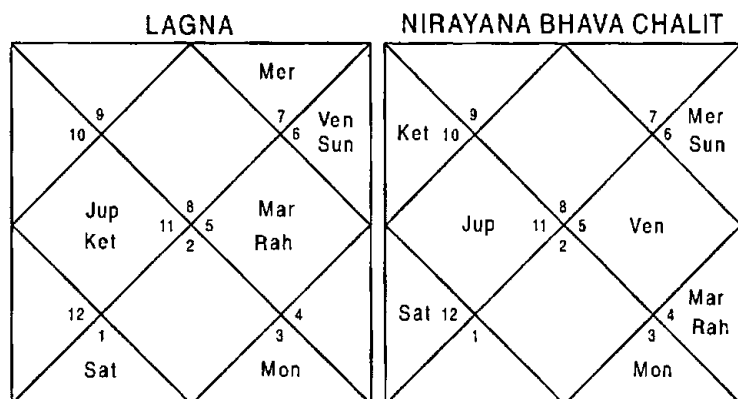 LAGNA
Mer
9
7
10
6
Ven
Sun
Jup
Ket
8
11
5
2
Mar
Rah
12
4
1
3
Sat
Mon
NIRAYANA BHAVA CHALIT
9
7
Ket
10
6
Mer
Sun
Jup
8
11
5
2
Ven
Sat
12
4
Mar
Rah
1
3
Mon